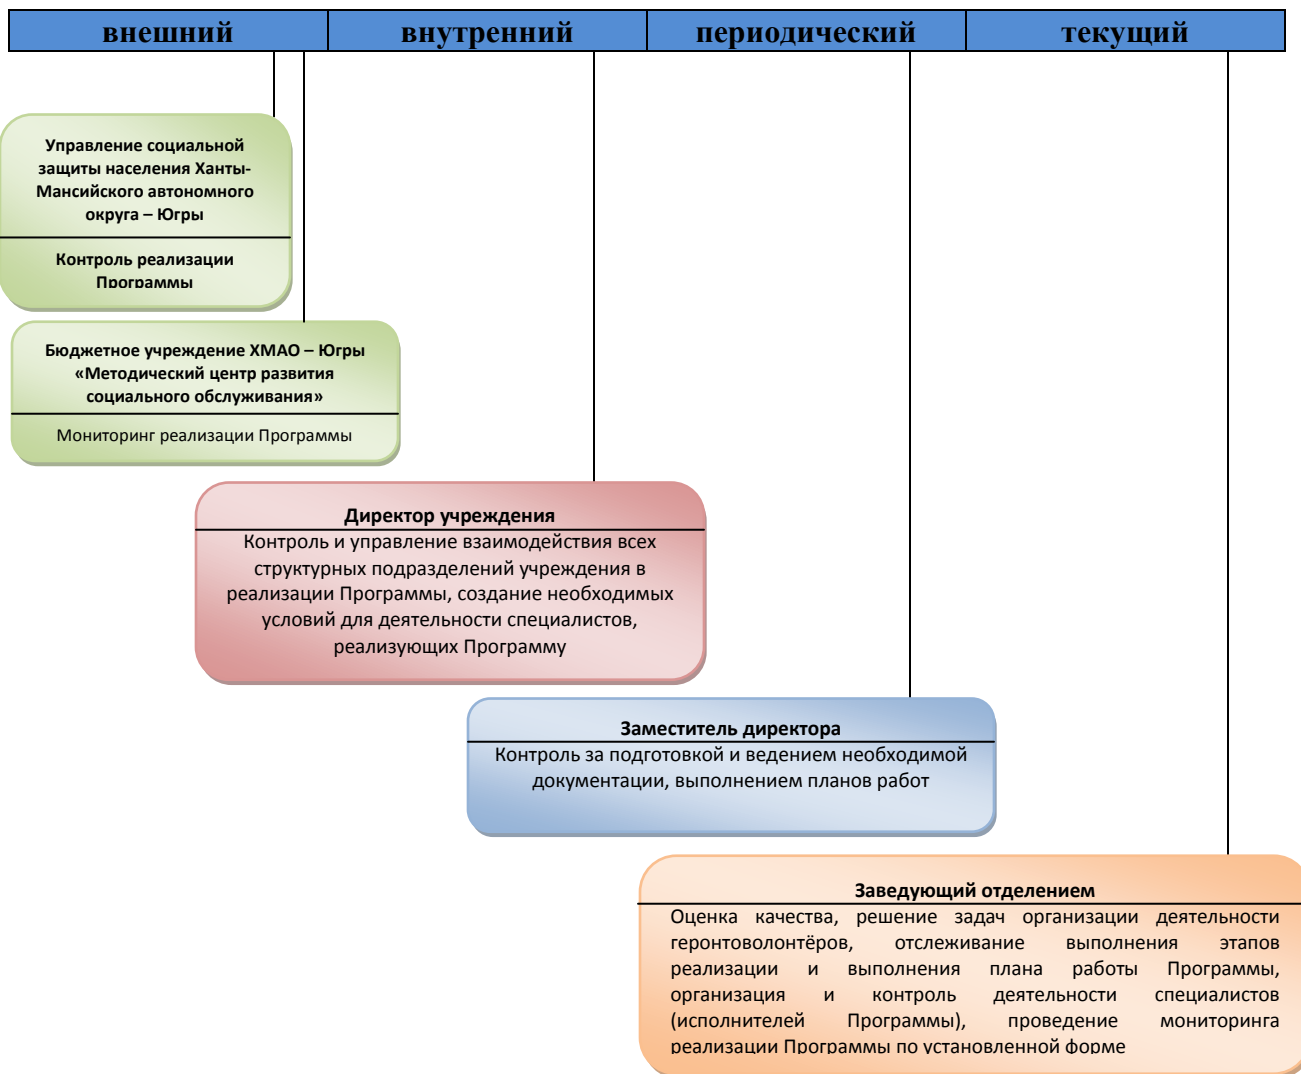 внешний внутренний периодический текущий
Управление социальной
защиты населения Ханты-
Мансийского автономного
округа – Югры
Контроль реализации
Программы
Бюджетное учреждение ХМАО – Югры
«Методический центр развития
социального обслуживания»
Мониторинг реализации Программы
Директор учреждения
Контроль и управление взаимодействия всех
структурных подразделений учреждения в
реализации Программы, создание необходимых
условий для деятельности специалистов,
реализующих Программу
Заместитель директора
Контроль за подготовкой и ведением необходимой
документации, выполнением планов работ
Заведующий отделением
Оценка качества, решение задач организации деятельности
геронтоволонтёров, отслеживание выполнения этапов
реализации и выполнения плана работы Программы,
организация и контроль деятельности специалистов
(исполнителей Программы), проведение мониторинга
реализации Программы по установленной форме